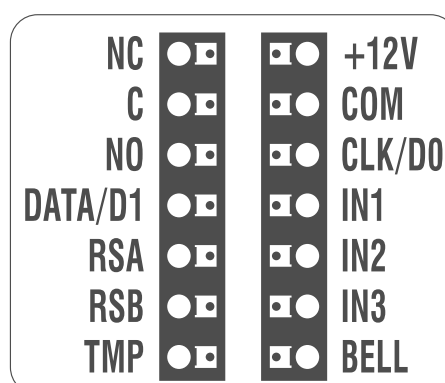 NC +12V
C COM
NO CLK/D0
DATA/D1 IN1
RSA IN2
RSB IN3
TMP BELL